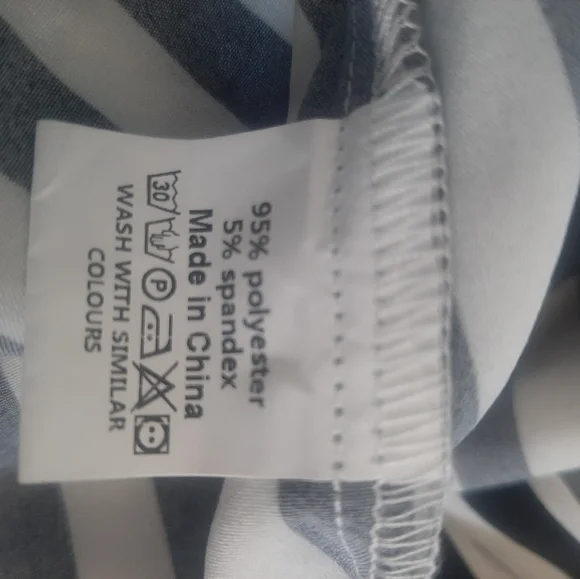 95% polyester
5% spandex
Made in China
30 P
WASH WITH SIMILAR
COLOURS